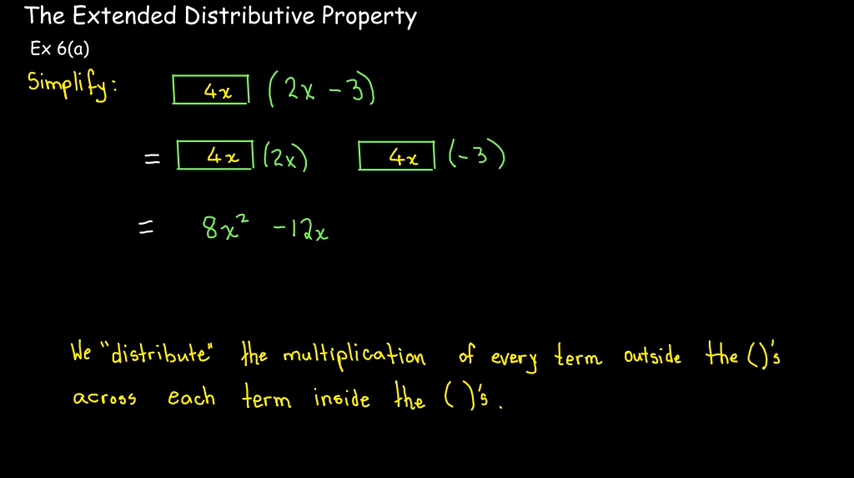 The Extended Distributive Property
Ex 6(a)
Simplify: 4x (2x - 3)
= 4x (2x) 4x (-3)
= 8x² -12x
We "distribute" the multiplication of every term outside the ()'s
across each term inside the ( )'s.